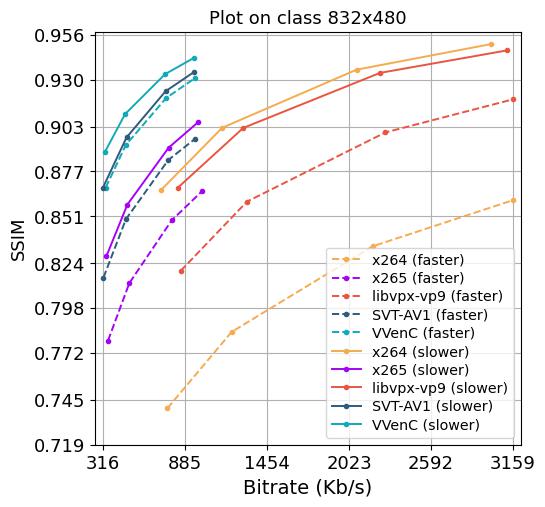 Plot on class 832x480
SSIM
0.956
0.930
0.903
0.877
0.851
0.824
0.798
0.772
0.745
0.719
x264 (faster)
x265 (faster)
libvpx-vp9 (faster)
SVT-AV1 (faster)
VVenC (faster)
x264 (slower)
x265 (slower)
libvpx-vp9 (slower)
SVT-AV1 (slower)
VVenC (slower)
316 885 1454 2023 2592 3159
Bitrate (Kb/s)